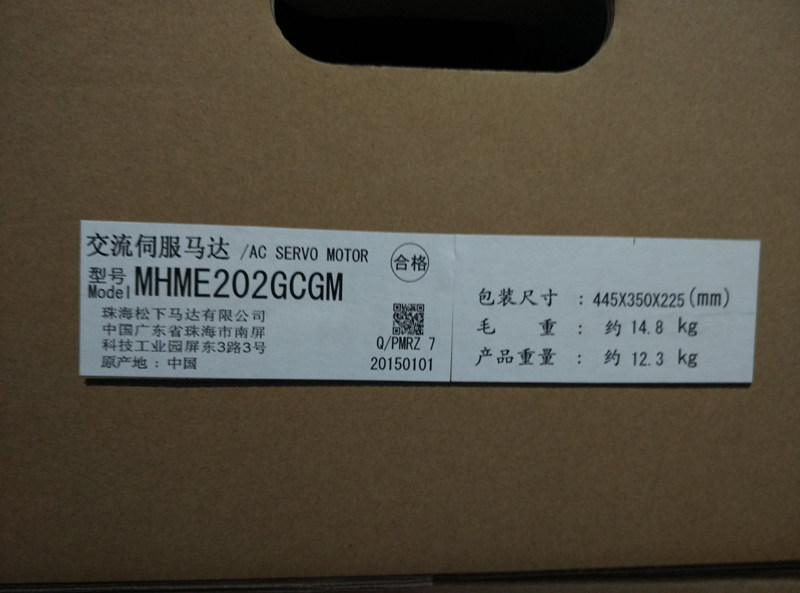 交流伺服马达 /AC SERVO MOTOR
合格
型号
Model MHME202GCGM
珠海松下马达有限公司
中国广东省珠海市南屏
科技工业园屏东3路3号
原产地：中国
Q/PMRZ 7
20150101
包装尺寸 ：445X350X225(mm)
毛 重 ：约 14.8 kg
产品重量 ：约 12.3 kg